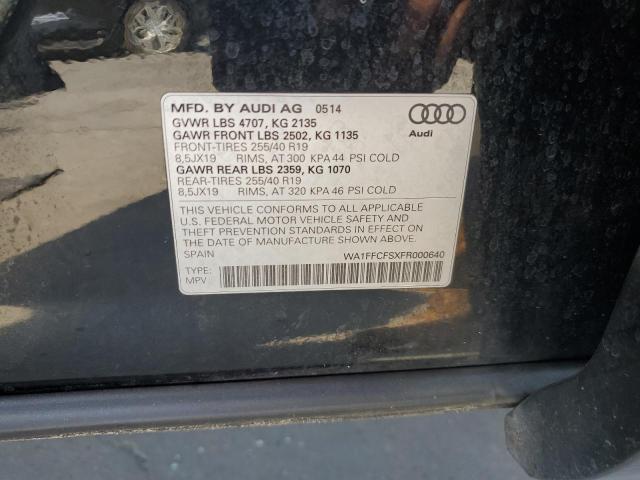 MFD. BY AUDI AG 0514
GVWR LBS 4707, KG 2135
GAWR FRONT LBS 2502, KG 1135
FRONT-TIRES 255/40 R19
8,5JX19 RIMS, AT 300 KPA 44 PSI COLD
GAWR REAR LBS 2359, KG 1070
REAR-TIRES 255/40 R19
8,5JX19 RIMS, AT 320 KPA 46 PSI COLD
Audi
THIS VEHICLE CONFORMS TO ALL APPLICABLE
U.S. FEDERAL MOTOR VEHICLE SAFETY AND
THEFT PREVENTION STANDARDS IN EFFECT ON
THE DATE OF MANUFACTURE SHOWN ABOVE.
SPAIN WA1FFCFSXFR000640
TYPE:
MPV